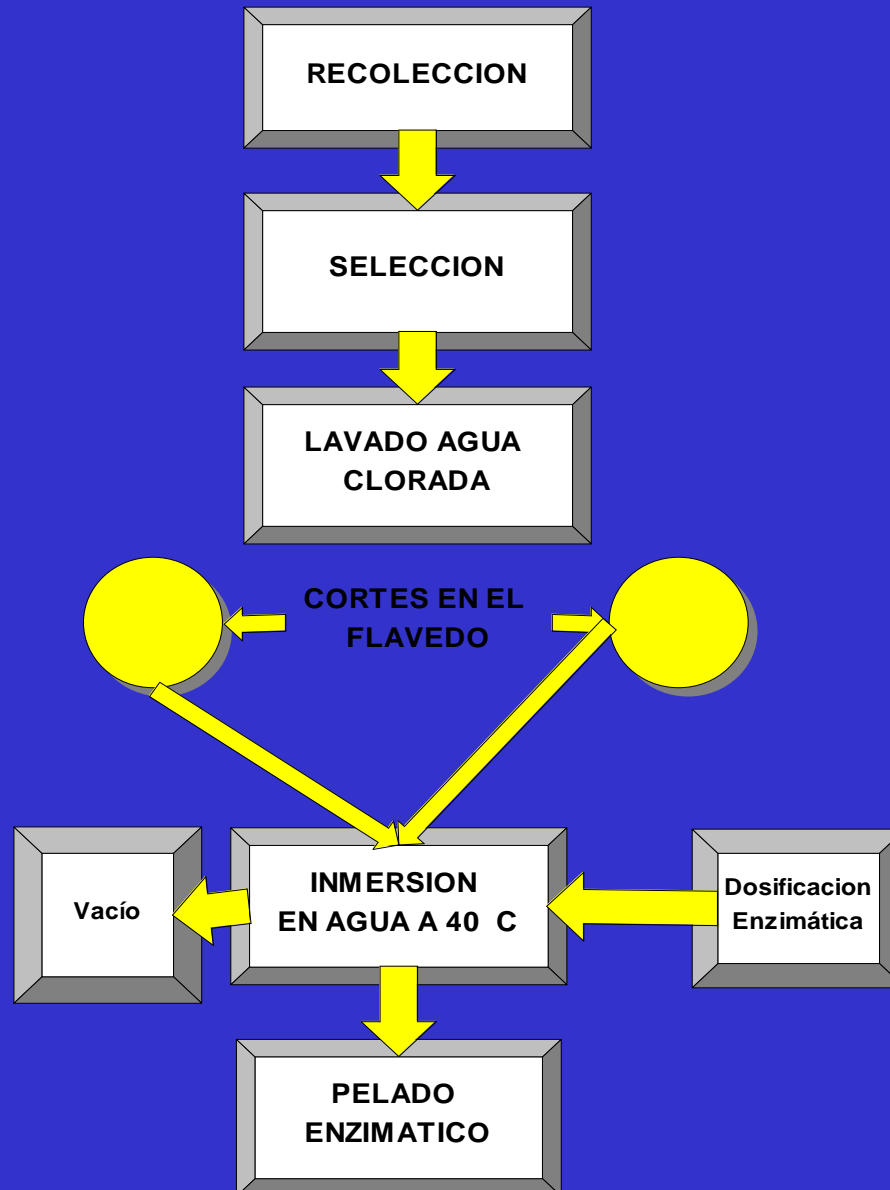 RECOLECCION
SELECCION
LAVADO AGUA
CLORADA
CORTES EN EL
FLAVEDO
Vacío
INMERSION
EN AGUA A 40 C
Dosificacion
Enzimática
PELADO
ENZIMATICO